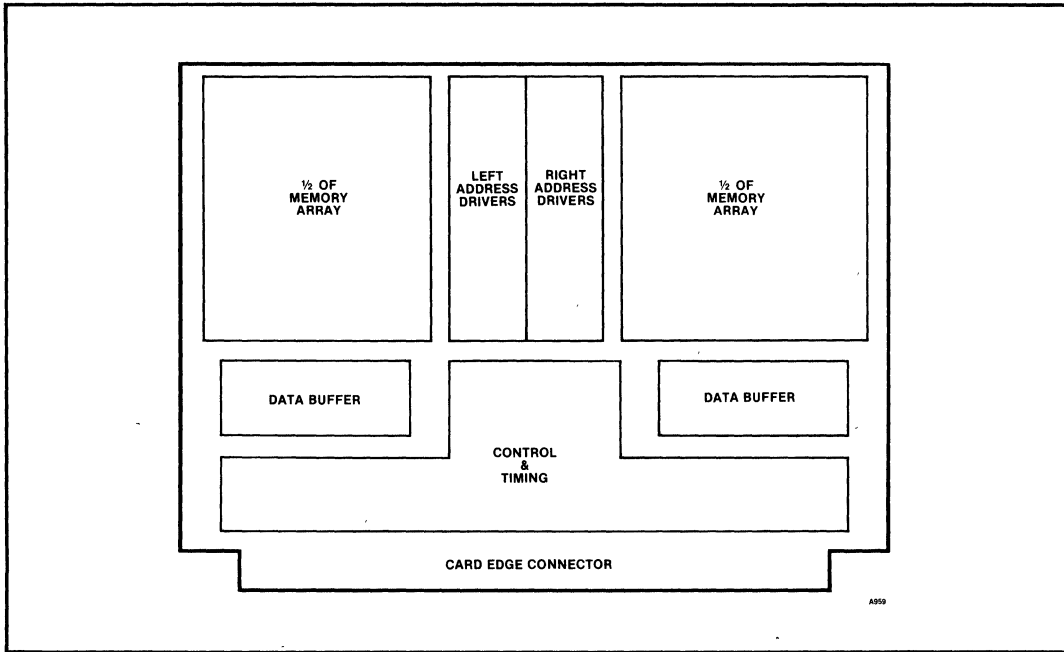 ½ OF
MEMORY
ARRAY
LEFT
ADDRESS
DRIVERS
RIGHT
ADDRESS
DRIVERS
½ OF
MEMORY
ARRAY
DATA BUFFER
DATA BUFFER
CONTROL
&
TIMING
CARD EDGE CONNECTOR
A959